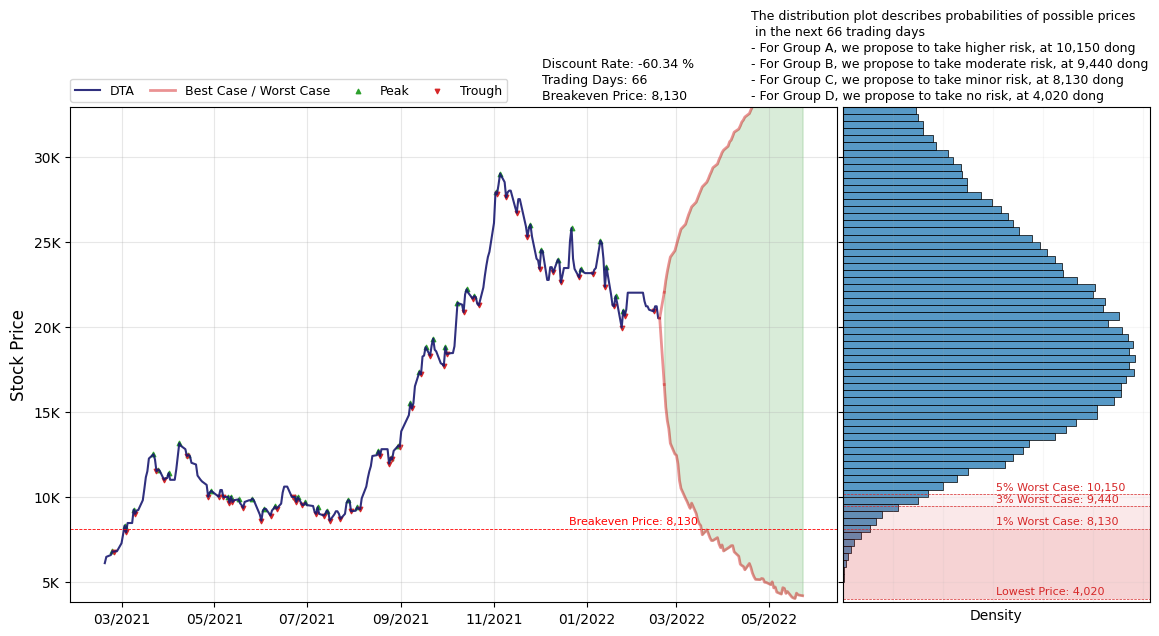 The distribution plot describes probabilities of possible prices
in the next 66 trading days
- For Group A, we propose to take higher risk, at 10,150 dong
- For Group B, we propose to take moderate risk, at 9,440 dong
- For Group C, we propose to take minor risk, at 8,130 dong
- For Group D, we propose to take no risk, at 4,020 dong
Discount Rate: -60.34 %
Trading Days: 66
Breakeven Price: 8,130
DTA Best Case / Worst Case Peak Trough
Stock Price
30K
25K
20K
15K
10K
5K
Breakeven Price: 8,130
5% Worst Case: 10,150
3% Worst Case: 9,440
1% Worst Case: 8,130
Lowest Price: 4,020
03/2021 05/2021 07/2021 09/2021 11/2021 01/2022 03/2022 05/2022
Density